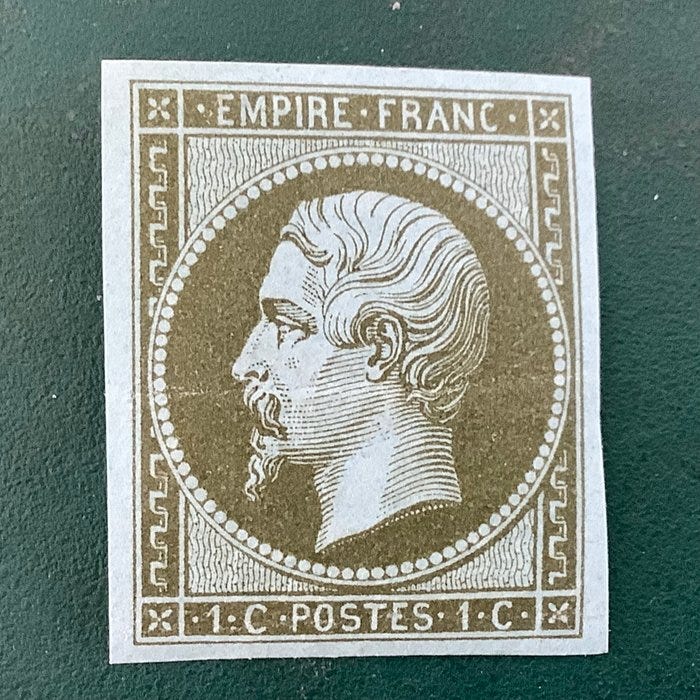 · EMPIRE · FRANC ·
· 1 · C · POSTES · 1 · C ·